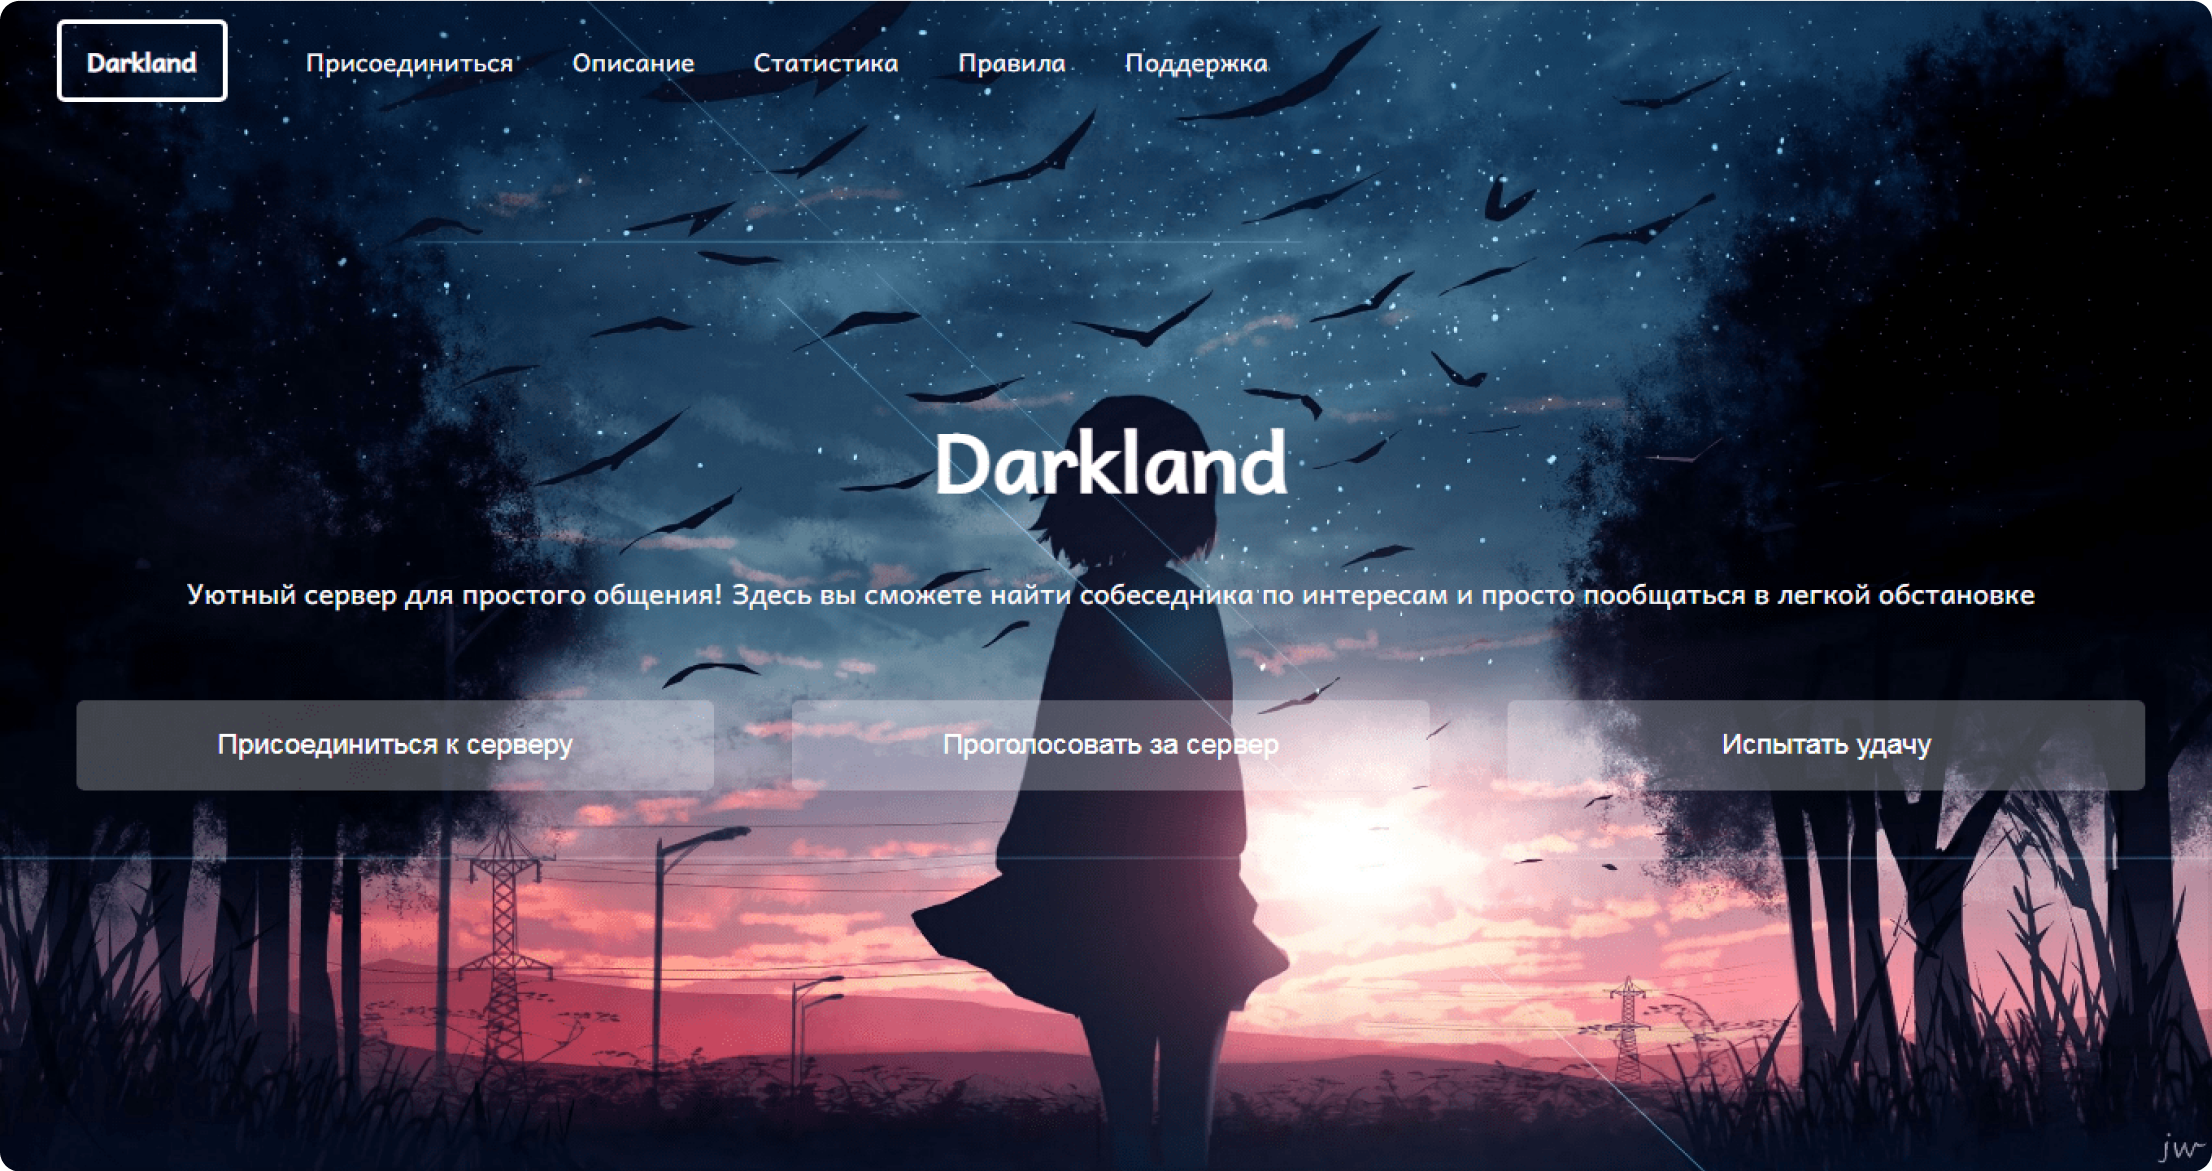 Darkland Присоединиться Описание Статистика Правила Поддержка
Darkland
Уютный сервер для простого общения! Здесь вы сможете найти собеседника по интересам и просто пообщаться в легкой обстановке
Присоединиться к серверу Проголосовать за сервер Испытать удачу
jw